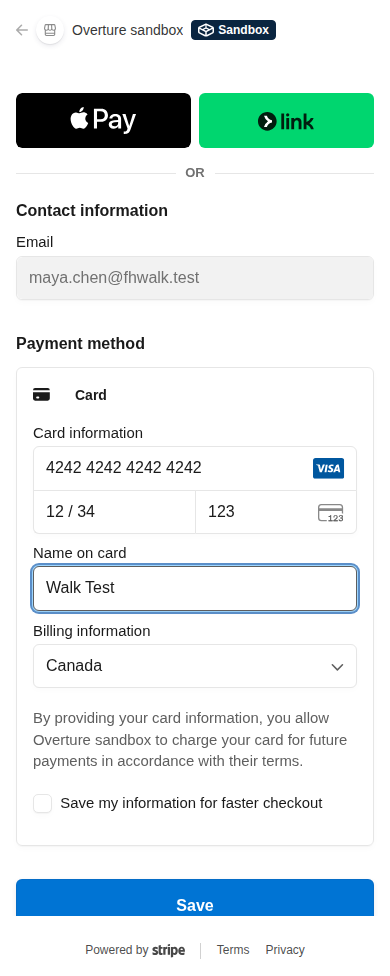 Overture sandbox Sandbox
Pay link
OR
Contact information
Email
maya.chen@fhwalk.test
Payment method
Card
Card information
4242 4242 4242 4242 VISA
12 / 34 123 123
Name on card
Walk Test
Billing information
Canada
By providing your card information, you allow
Overture sandbox to charge your card for future
payments in accordance with their terms.
Save my information for faster checkout
Save
Powered by stripe Terms Privacy